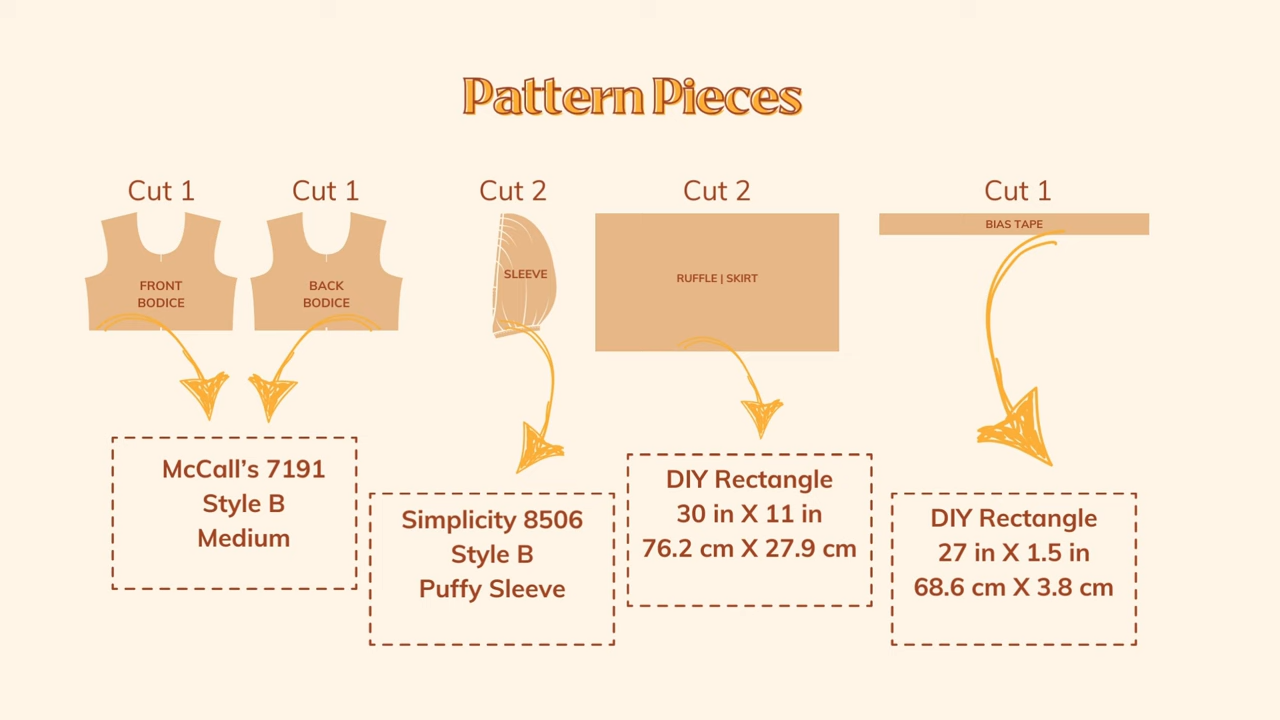 Pattern Pieces
Cut 1
FRONT
BODICE
Cut 1
BACK
BODICE
McCall’s 7191
Style B
Medium
Cut 2
SLEEVE
Simplicity 8506
Style B
Puffy Sleeve
Cut 2
RUFFLE | SKIRT
DIY Rectangle
30 in X 11 in
76.2 cm X 27.9 cm
Cut 1
BIAS TAPE
DIY Rectangle
27 in X 1.5 in
68.6 cm X 3.8 cm